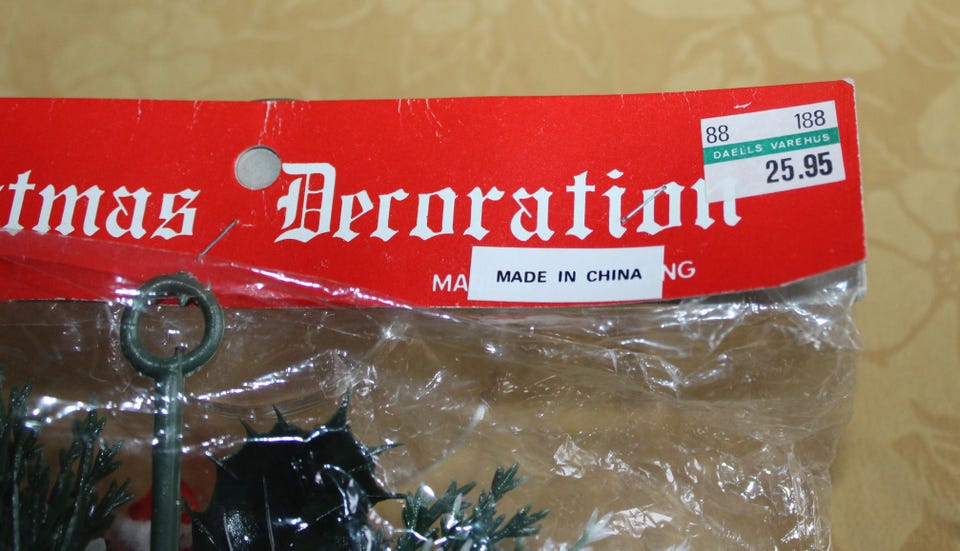 88 188
DAELLS VAREHUS
25.95
tmas Decoration
MA NG
MADE IN CHINA